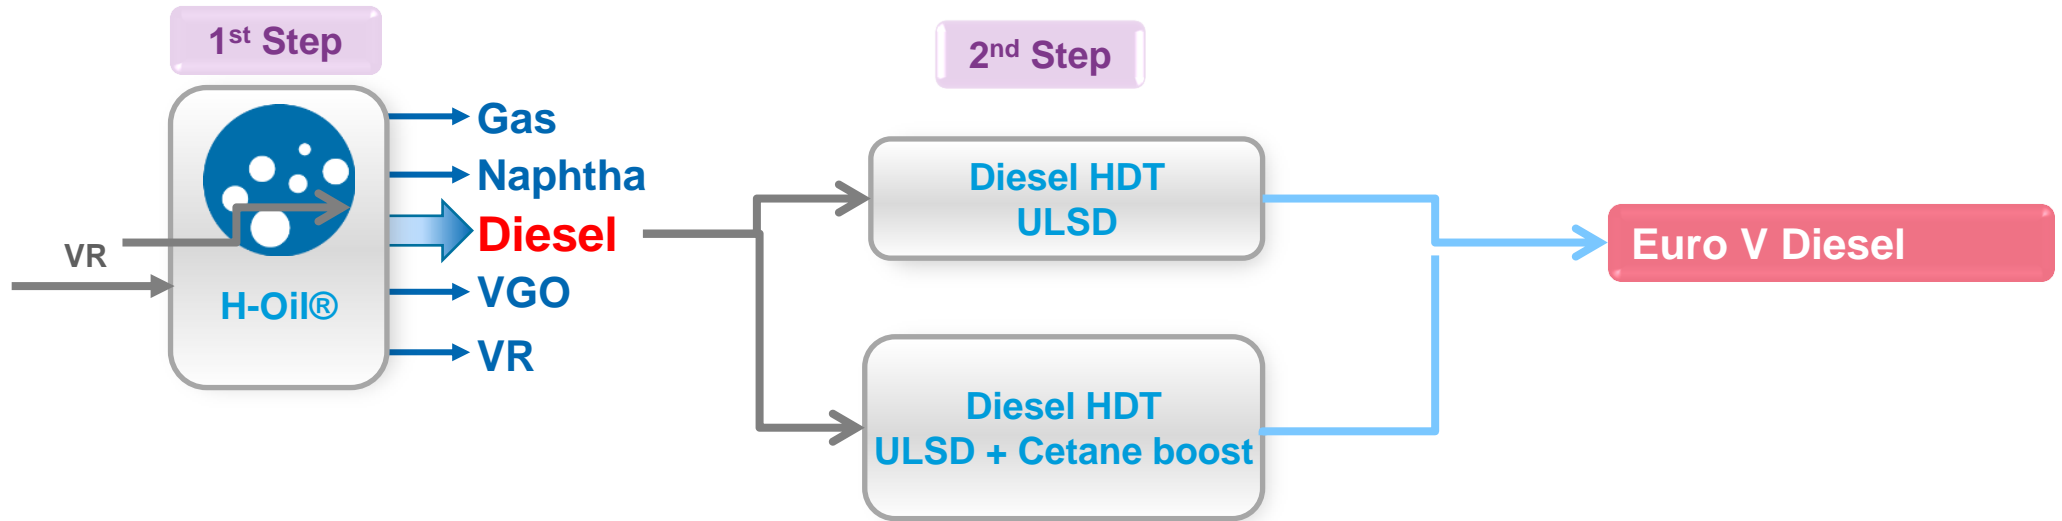 1st Step
2nd Step
VR
H-Oil®
Gas
Naphtha
Diesel
VGO
VR
Diesel HDT
ULSD
Diesel HDT
ULSD + Cetane boost
Euro V Diesel